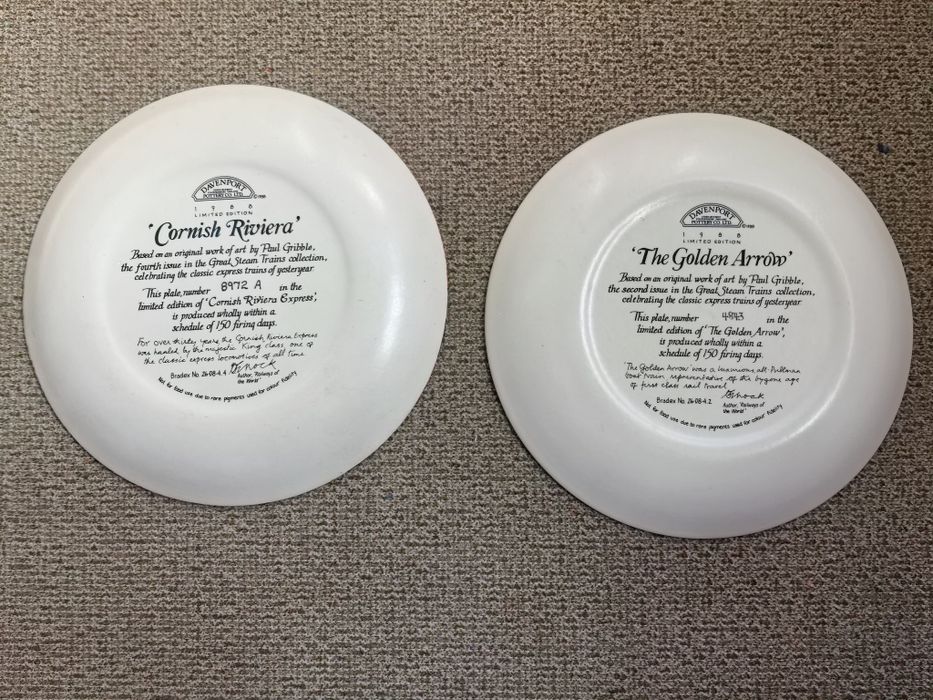 DAVENPORT
POTTERY CO. LTD.
1988
LIMITED EDITION
'Cornish Riviera'
Based on an original work of art by Paul Gribble,
the fourth issue in the Great Steam Trains collection,
celebrating the classic express trains of yesteryear
This plate, number 8972 A in the
limited edition of 'Cornish Riviera Express',
is produced wholly within a
schedule of 150 firing days.
For over thirty years the Cornish Riviera Express
was hauled by the majestic King class, one of
the classic express locomotives of all time
Bradex No. 26-08-4.4
Author, 'Railways of
the World'
Not for food use due to rare pigments used for colour fidelity
DAVENPORT
POTTERY CO. LTD.
1988
LIMITED EDITION
'The Golden Arrow'
Based on an original work of art by Paul Gribble,
the second issue in the Great Steam Trains collection,
celebrating the classic express trains of yesteryear
This plate, number 4843 in the
limited edition of 'The Golden Arrow',
is produced wholly within a
schedule of 150 firing days.
The Golden Arrow was a luxurious all-Pullman
boat train representative of the bygone age
of first class rail travel
Bradex No. 26-08-4.2
Author, 'Railways of
the World'
Not for food use due to rare pigments used for colour fidelity